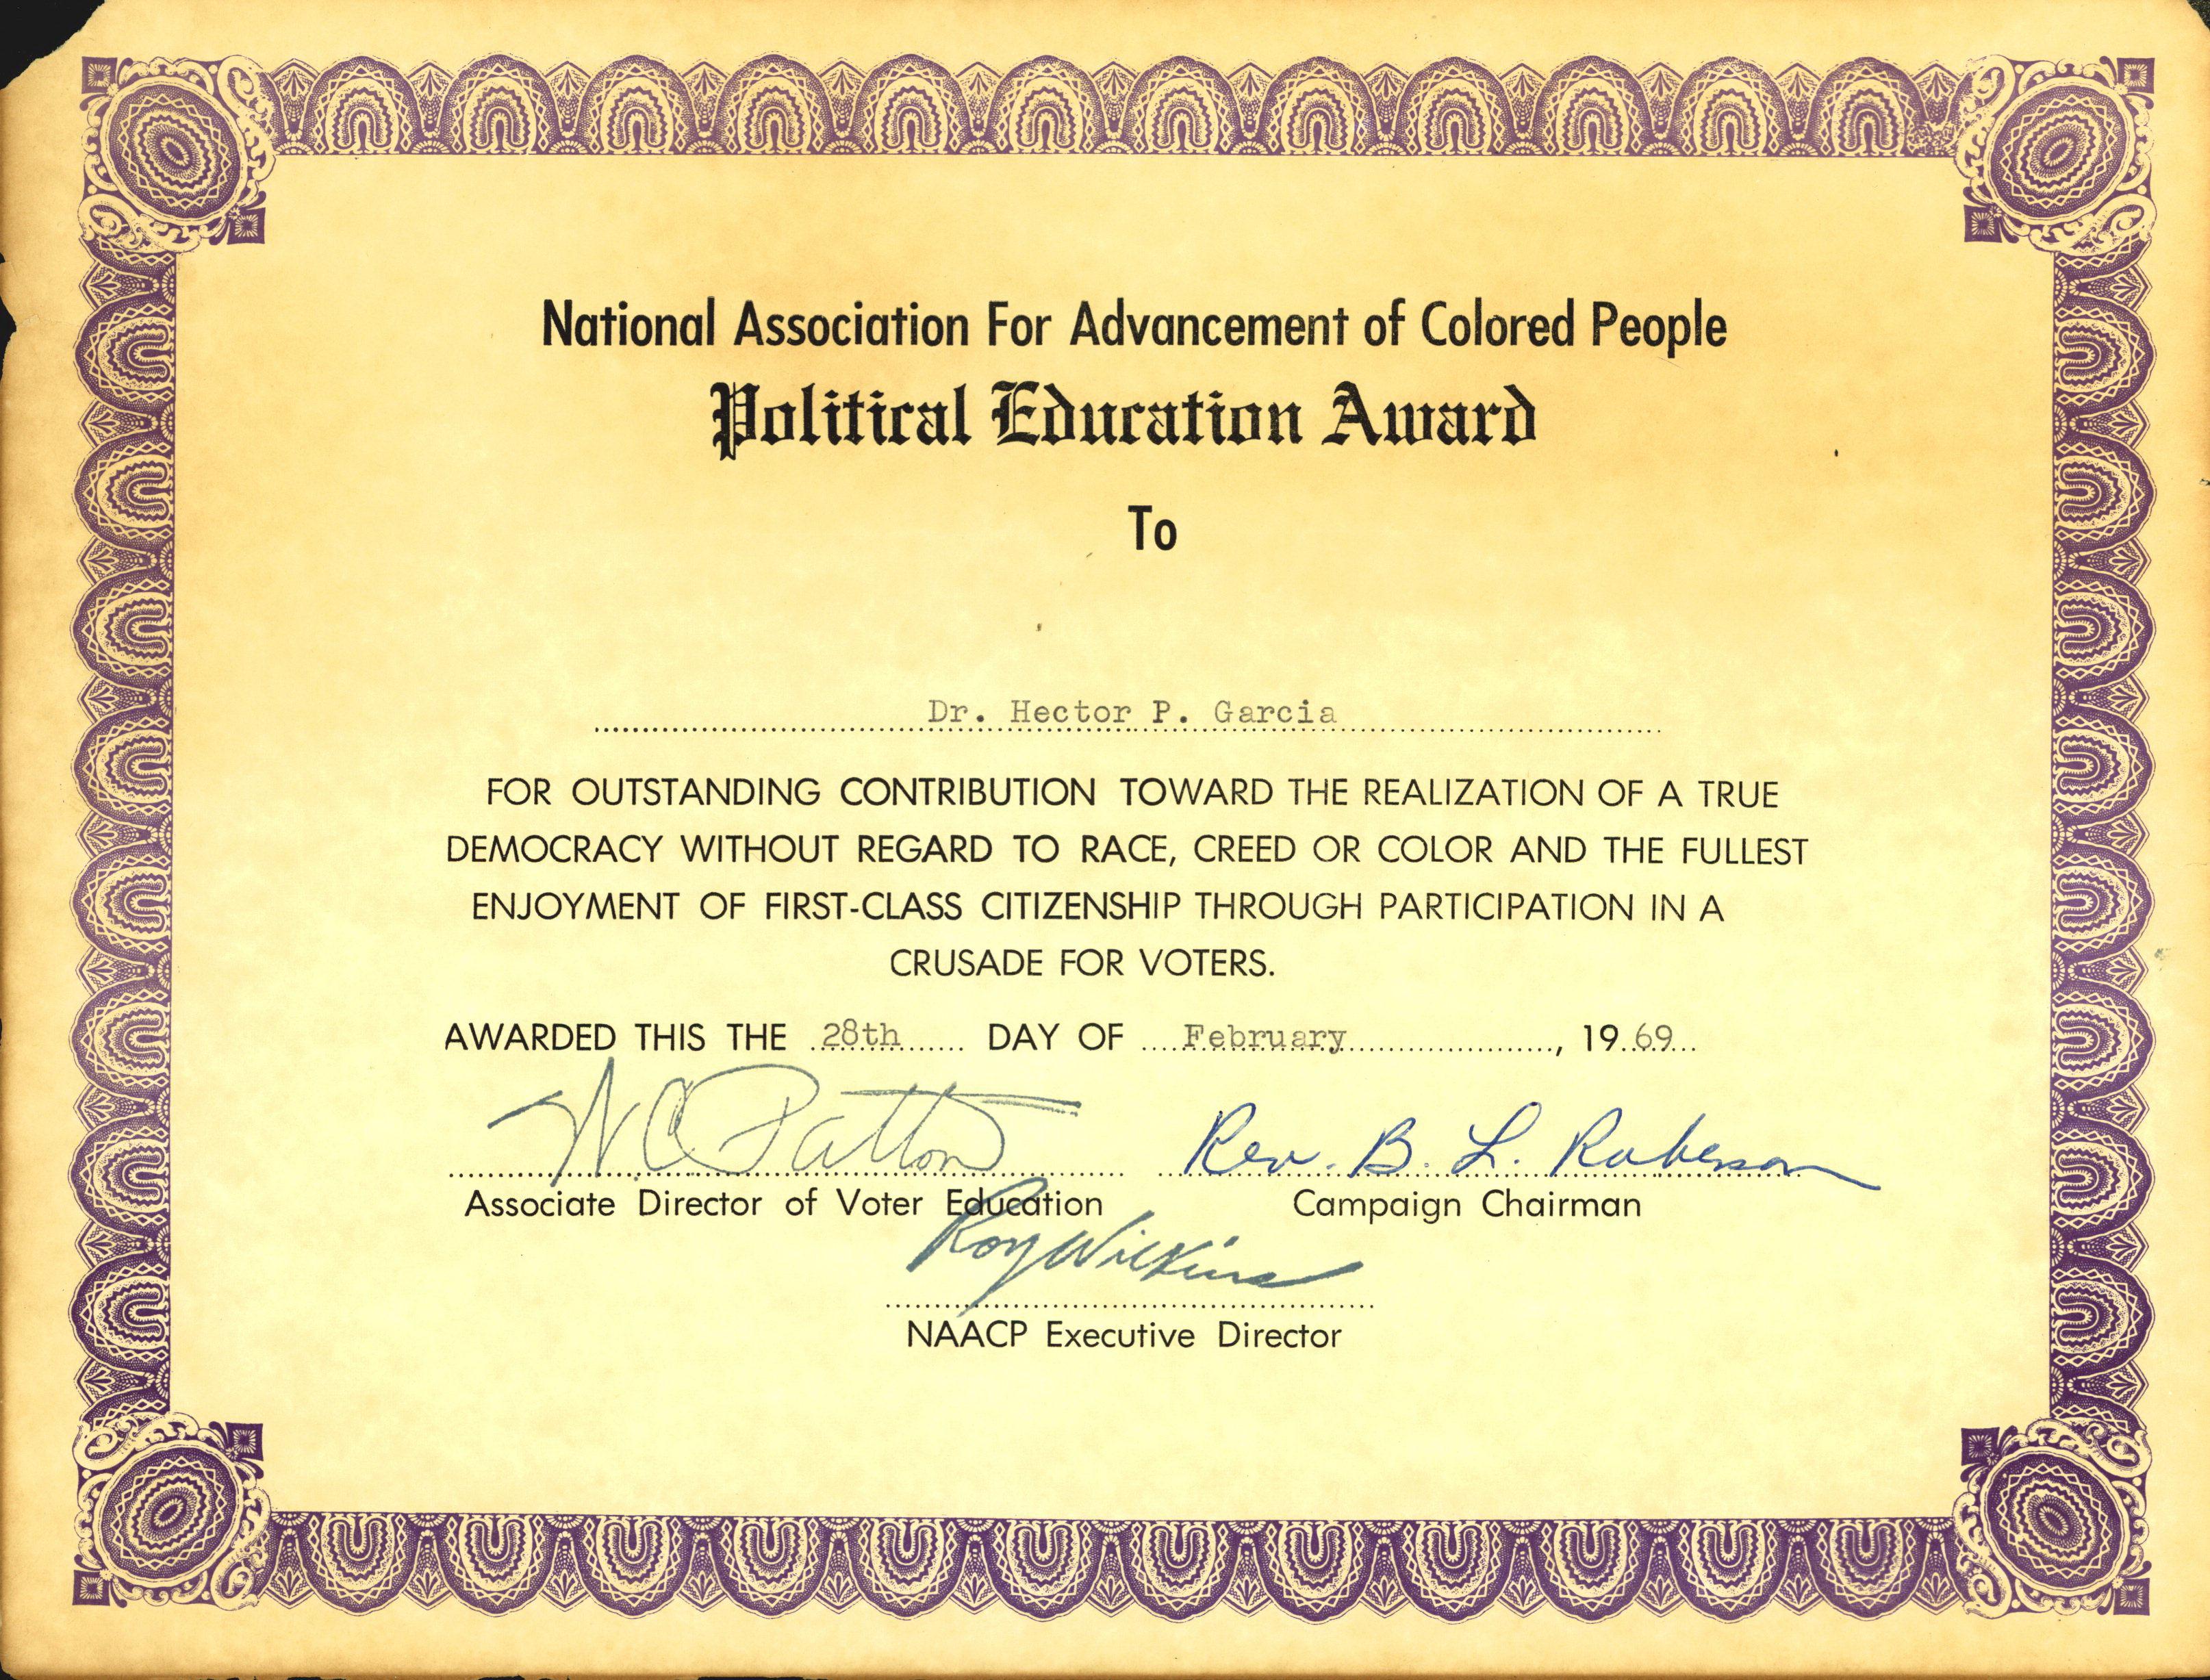 National Association For Advancement of Colored People
Political Education Award
To
Dr. Hector P. Garcia
FOR OUTSTANDING CONTRIBUTION TOWARD THE REALIZATION OF A TRUE
DEMOCRACY WITHOUT REGARD TO RACE, CREED OR COLOR AND THE FULLEST
ENJOYMENT OF FIRST-CLASS CITIZENSHIP THROUGH PARTICIPATION IN A
CRUSADE FOR VOTERS.
AWARDED THIS THE 28th DAY OF February, 1969
W C Patton Rev. B. L. Roberson
Associate Director of Voter Education Campaign Chairman
Roy Wilkins
NAACP Executive Director